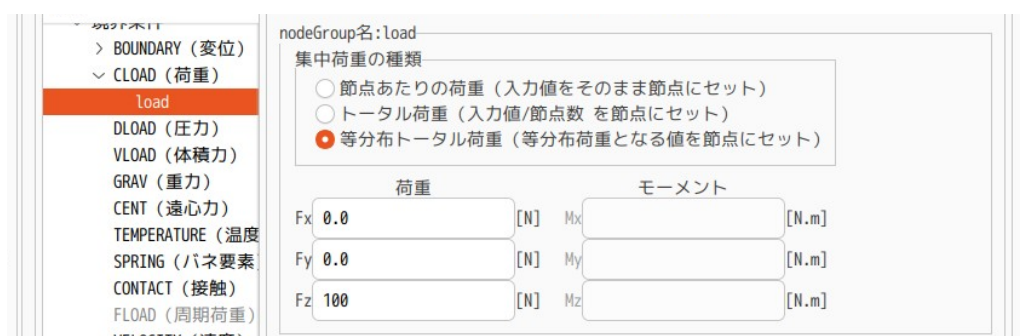 境界条件
> BOUNDARY (変位)
CLOAD (荷重)
load
DLOAD (圧力)
VLOAD (体積力)
GRAV (重力)
CENT (遠心力)
TEMPERATURE (温度
SPRING (バネ要素
CONTACT (接触)
FLOAD (周期荷重)
nodeGroup名:load
集中荷重の種類
節点あたりの荷重 (入力値をそのまま節点にセット)
トータル荷重 (入力値/節点数 を節点にセット)
等分布トータル荷重 (等分布荷重となる値を節点にセット)
荷重 モーメント
Fx 0.0 [N] Mx [N.m]
Fy 0.0 [N] My [N.m]
Fz 100 [N] Mz [N.m]